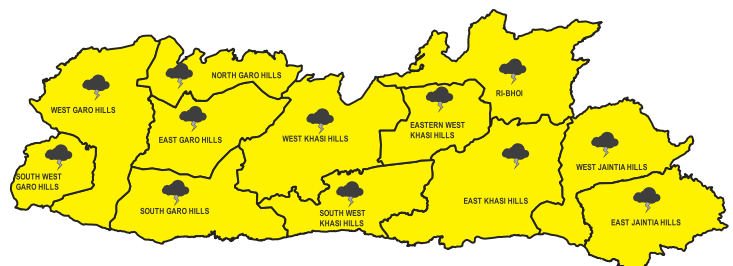 NORTH GARO HILLS
RI-BHOI
WEST GARO HILLS
EAST GARO HILLS
WEST KHASI HILLS
EASTERN WEST
KHASI HILLS
WEST JAINTIA HILLS
SOUTH WEST
GARO HILLS
SOUTH GARO HILLS
SOUTH WEST
KHASI HILLS
EAST KHASI HILLS
EAST JAINTIA HILLS